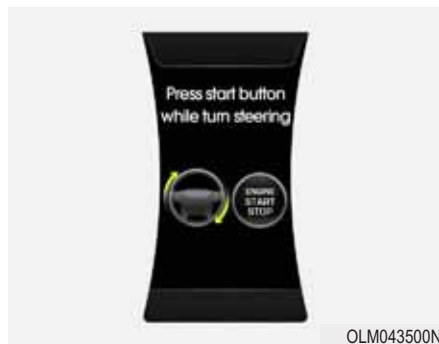 Press start button
while turn steering
ENGINE
START
STOP
OLM043500N